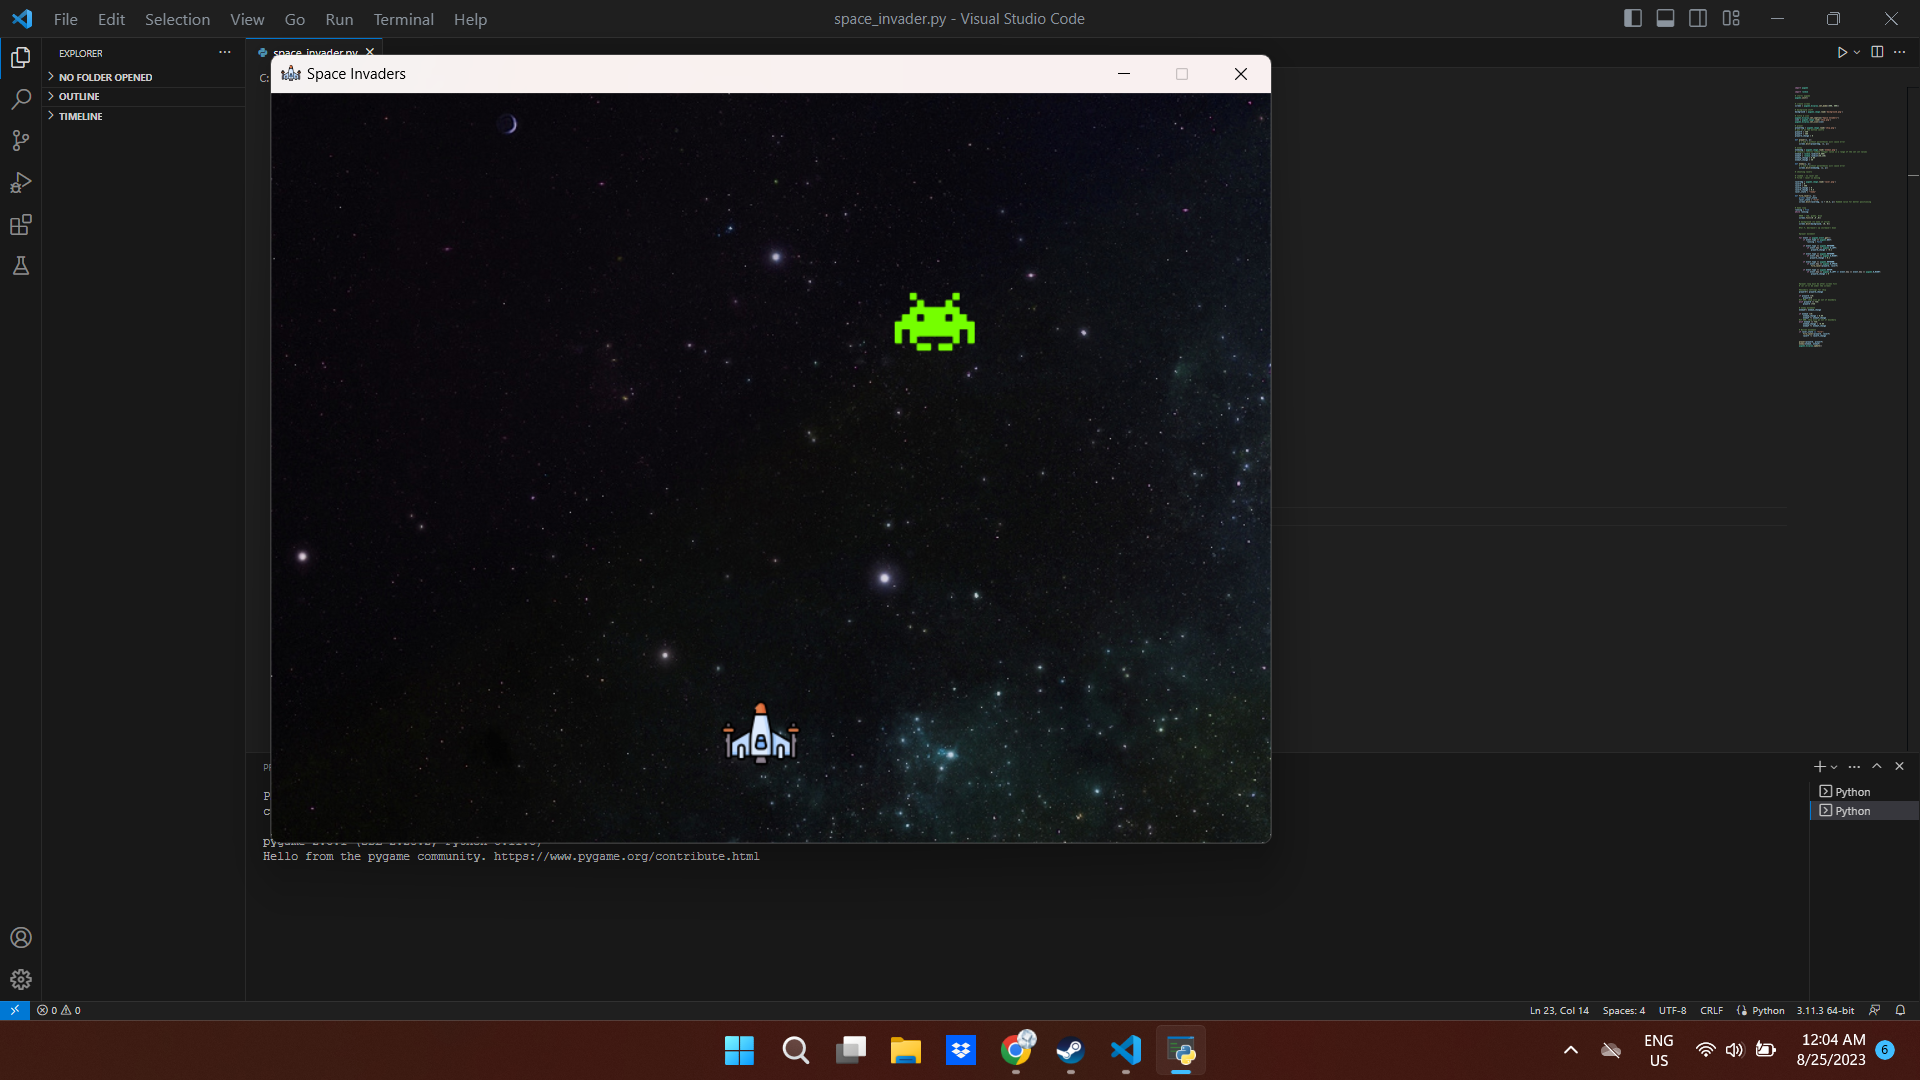 File Edit Selection View Go Run Terminal Help
space_invader.py - Visual Studio Code
EXPLORER
space_invader.py
NO FOLDER OPENED
C:
OUTLINE
TIMELINE
Space Invaders
P
c
Hello from the pygame community. https://www.pygame.org/contribute.html
Python
Python
0 0
Ln 23, Col 14 Spaces: 4 UTF-8 CRLF Python 3.11.3 64-bit
ENG
US
12:04 AM
8/25/2023
6